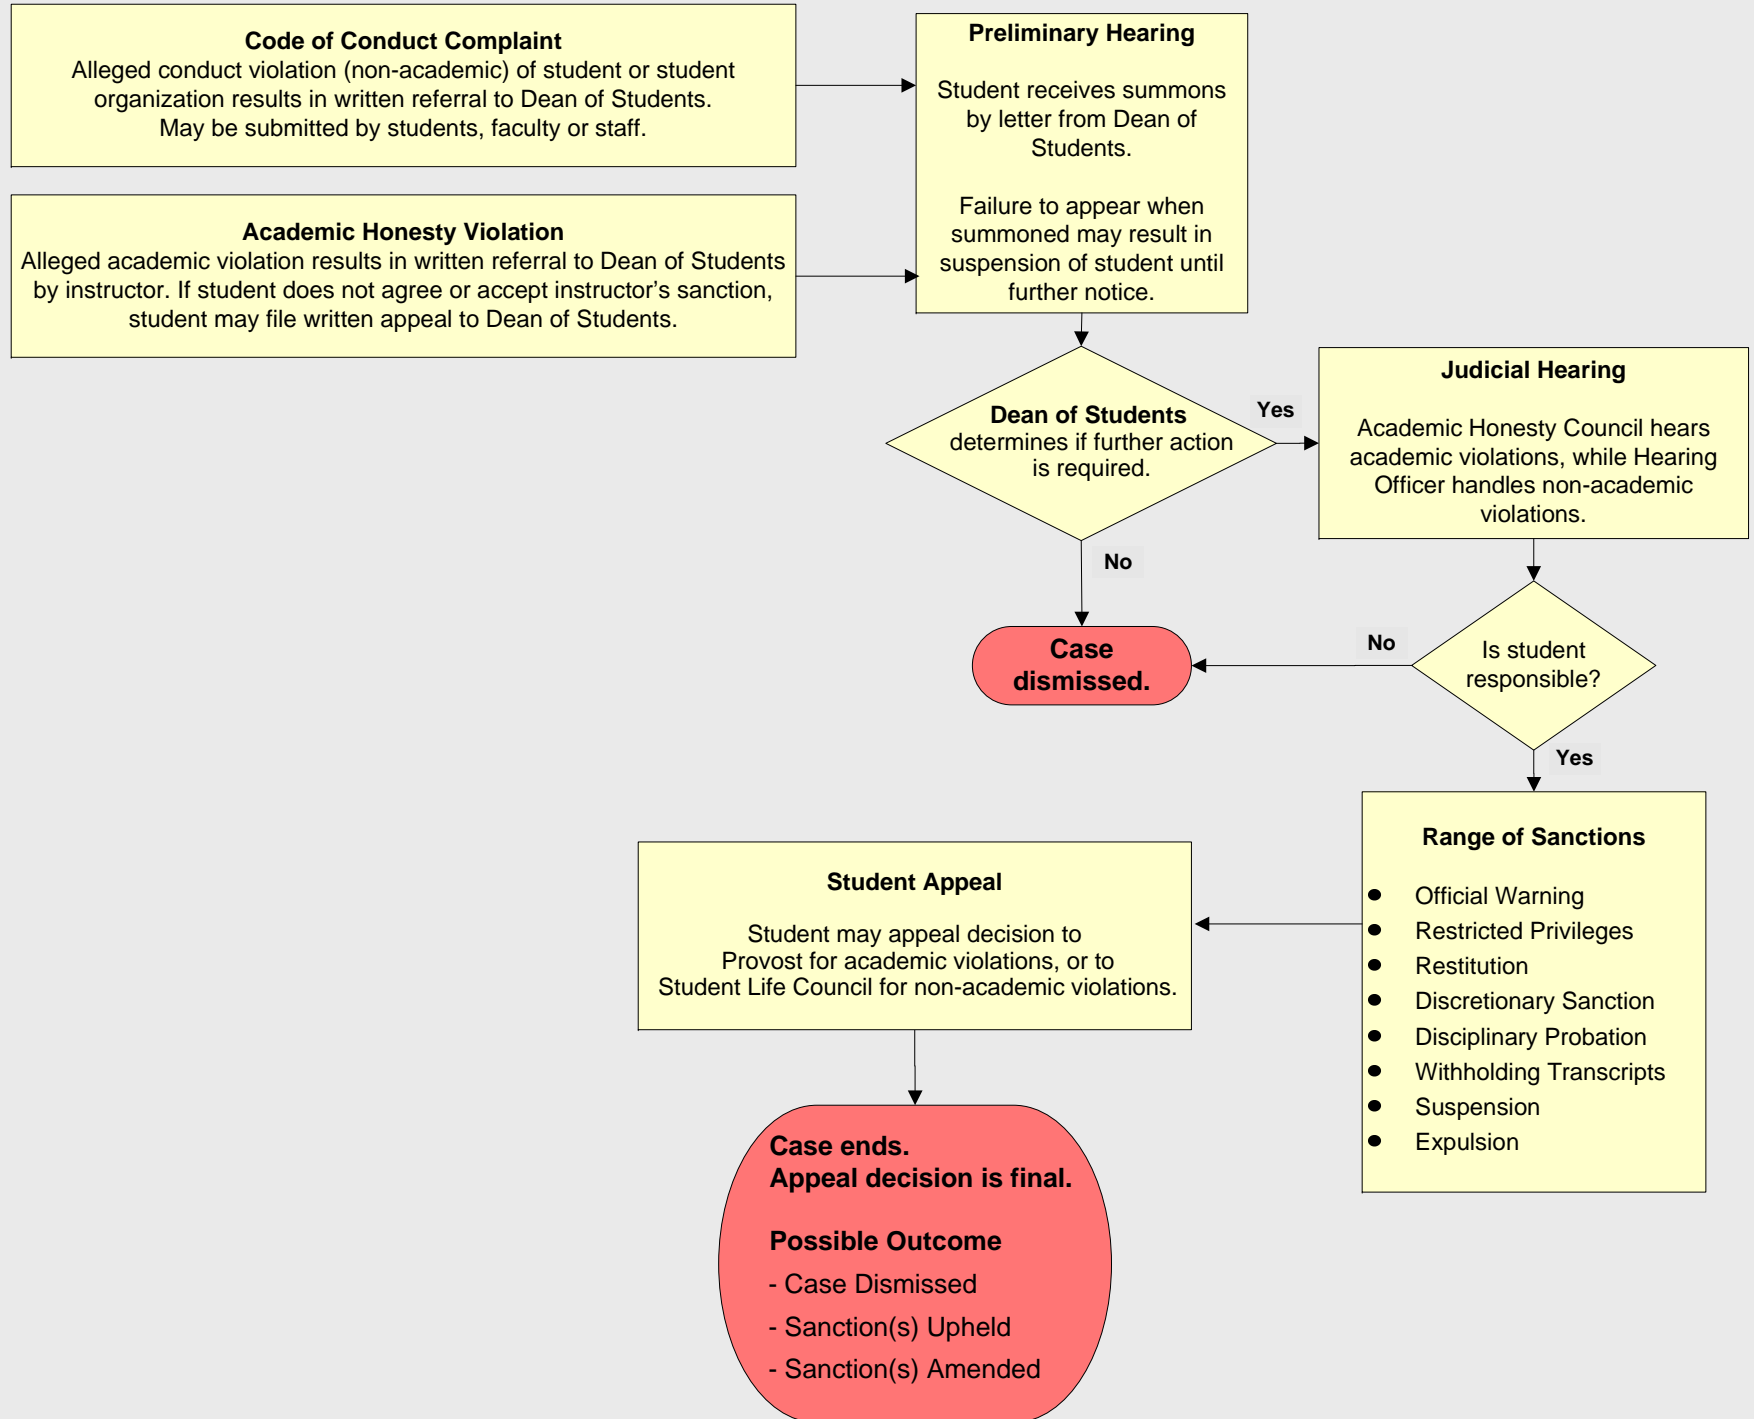 Code of Conduct Complaint
Alleged conduct violation (non-academic) of student or student
organization results in written referral to Dean of Students.
May be submitted by students, faculty or staff.
Academic Honesty Violation
Alleged academic violation results in written referral to Dean of Students
by instructor. If student does not agree or accept instructor’s sanction,
student may file written appeal to Dean of Students.
Preliminary Hearing
Student receives summons
by letter from Dean of
Students.
Failure to appear when
summoned may result in
suspension of student until
further notice.
Dean of Students
determines if further action
is required.
Yes
No
Judicial Hearing
Academic Honesty Council hears
academic violations, while Hearing
Officer handles non-academic
violations.
Case
dismissed.
No
Is student
responsible?
Yes
Range of Sanctions
● Official Warning
● Restricted Privileges
● Restitution
● Discretionary Sanction
● Disciplinary Probation
● Withholding Transcripts
● Suspension
● Expulsion
Student Appeal
Student may appeal decision to
Provost for academic violations, or to
Student Life Council for non-academic violations.
Case ends.
Appeal decision is final.
Possible Outcome
- Case Dismissed
- Sanction(s) Upheld
- Sanction(s) Amended